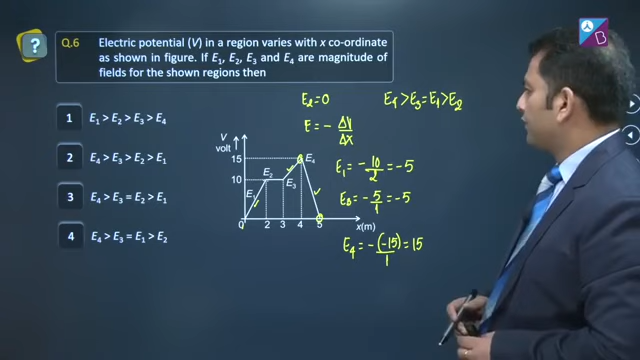 Q.6
Electric potential (V) in a region varies with x co-ordinate
as shown in figure. If E1, E2, E3 and E4 are magnitude of
fields for the shown regions then
?
1 E1 > E2 > E3 > E4
2 E4 > E3 > E2 > E1
3 E4 > E3 = E2 > E1
4 E4 > E3 = E1 > E2
V
volt
15
10
E1
E2
E3
E4
0
2 3 4 5 x(m)
E2 = 0
E4 > E3 = E1 > E2
E = - ΔV/Δx
E1 = -10/2 = -5
E3 = -5/1 = -5
E4 = -(-15)/1 = 15
B